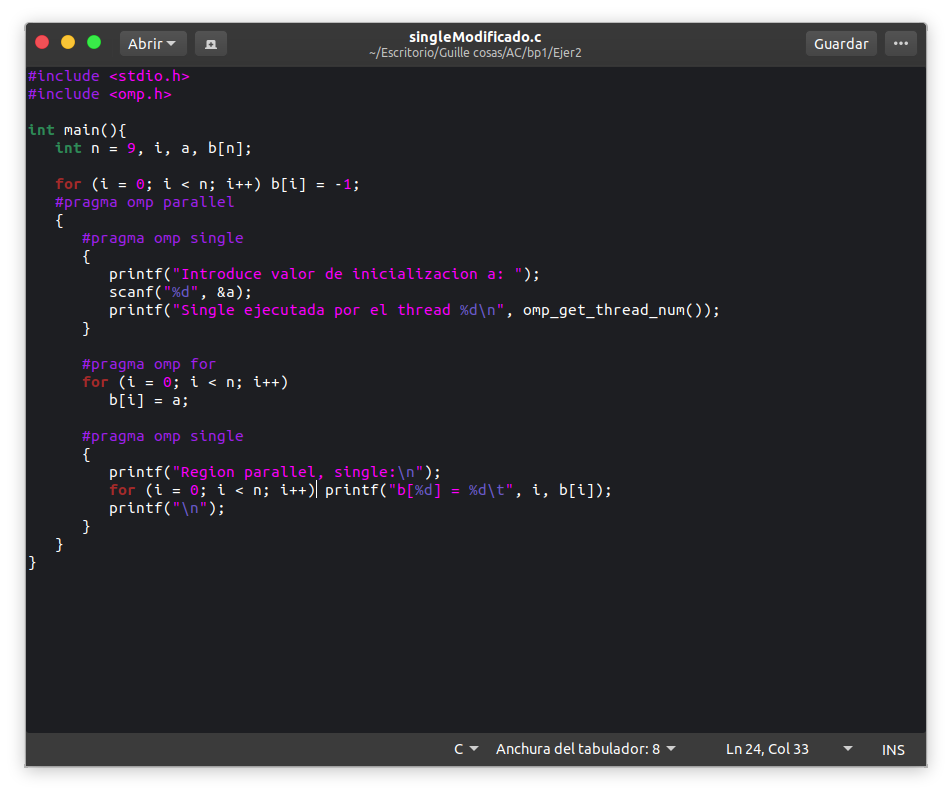 Abrir
singleModificado.c
~/Escritorio/Guille cosas/AC/bp1/Ejer2
Guardar
#include <stdio.h>
#include <omp.h>
int main(){
int n = 9, i, a, b[n];
for (i = 0; i < n; i++) b[i] = -1;
#pragma omp parallel
{
#pragma omp single
{
printf("Introduce valor de inicializacion a: ");
scanf("%d", &a);
printf("Single ejecutada por el thread %d\n", omp_get_thread_num());
}
#pragma omp for
for (i = 0; i < n; i++)
b[i] = a;
#pragma omp single
{
printf("Region parallel, single:\n");
for (i = 0; i < n; i++) printf("b[%d] = %d\t", i, b[i]);
printf("\n");
}
}
}
C
Anchura del tabulador: 8
Ln 24, Col 33
INS